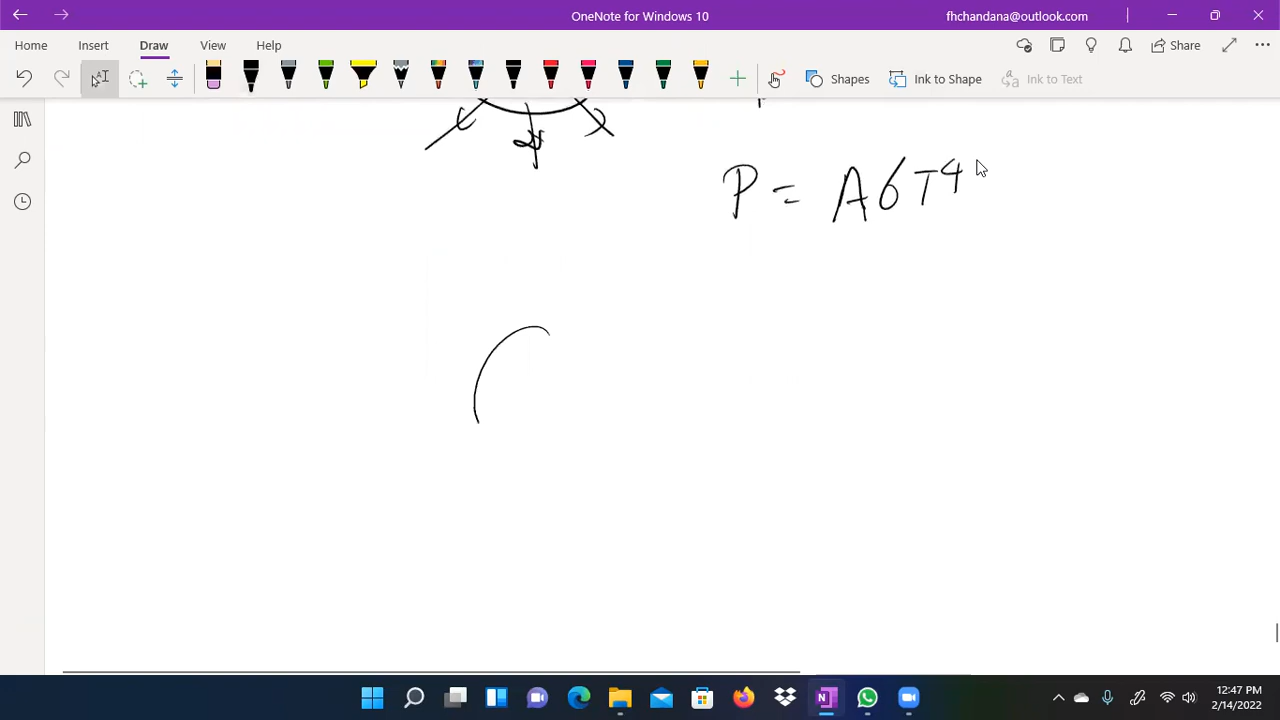 OneNote for Windows 10
fhchandana@outlook.com
Home Insert Draw View Help
Share
Shapes Ink to Shape Ink to Text
P = AσT⁴
12:47 PM
2/14/2022